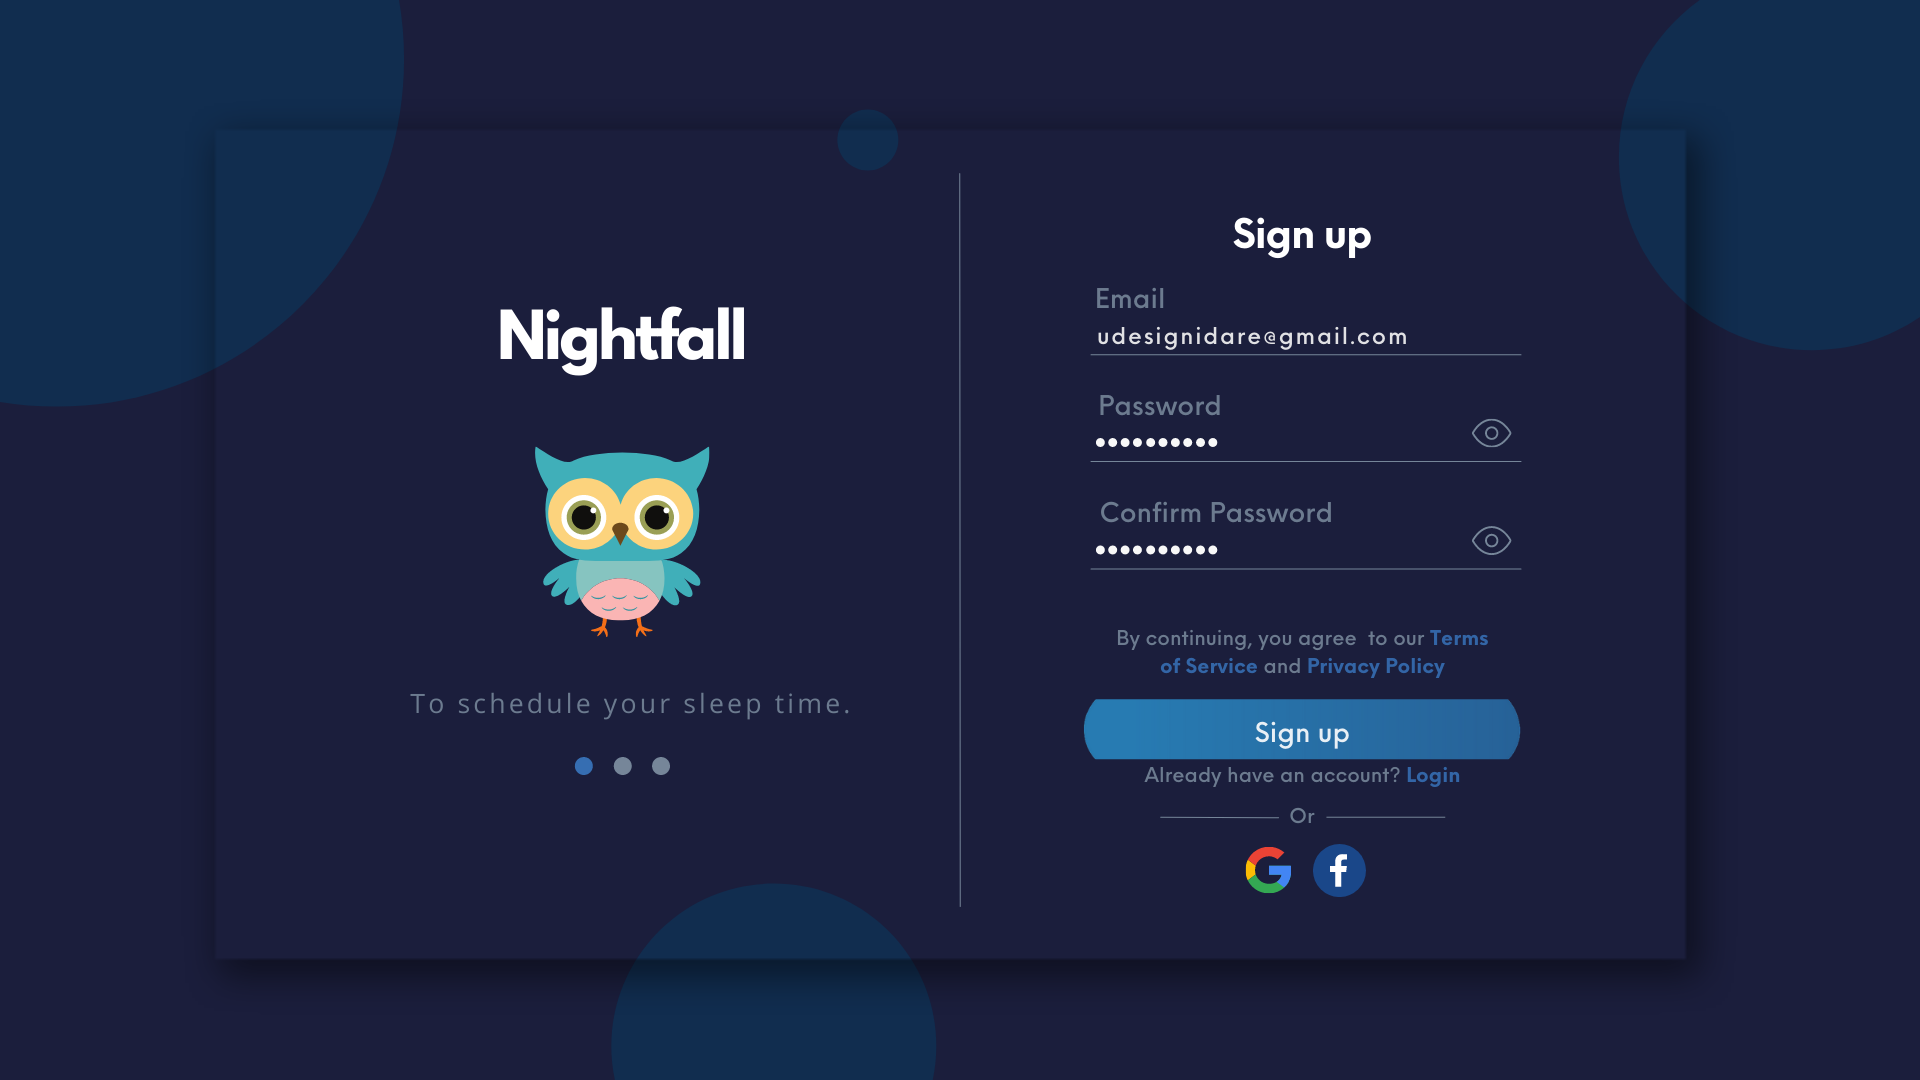 Nightfall
To schedule your sleep time.
Sign up
Email
udesignidare@gmail.com
Password
Confirm Password
By continuing, you agree to our Terms
of Service and Privacy Policy
Sign up
Already have an account? Login
Or